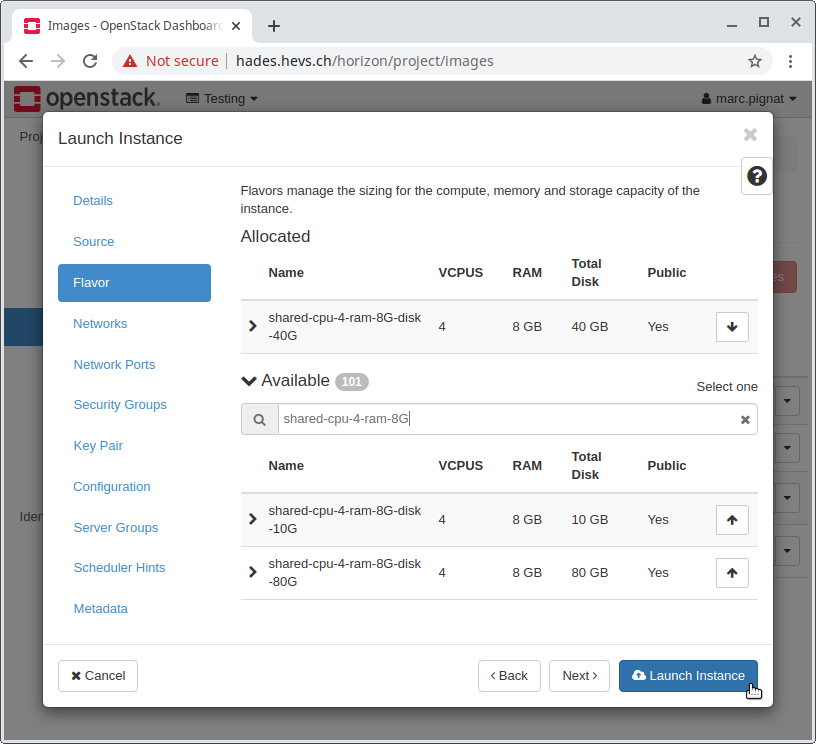 Images - OpenStack Dashboard
Not secure
hades.hevs.ch/horizon/project/images
openstack.
Testing
marc.pignat
Proj
Launch Instance
Details
Source
Flavor
Networks
Network Ports
Security Groups
Key Pair
Configuration
Server Groups
Scheduler Hints
Metadata
Flavors manage the sizing for the compute, memory and storage capacity of the
instance.
Allocated
Name VCPUS RAM Total Disk Public
shared-cpu-4-ram-8G-disk
-40G
4 8 GB 40 GB Yes
Available 101
Select one
shared-cpu-4-ram-8G
Name VCPUS RAM Total Disk Public
shared-cpu-4-ram-8G-disk
-10G
4 8 GB 10 GB Yes
shared-cpu-4-ram-8G-disk
-80G
4 8 GB 80 GB Yes
Iden
es
Cancel
Back
Next
Launch Instance